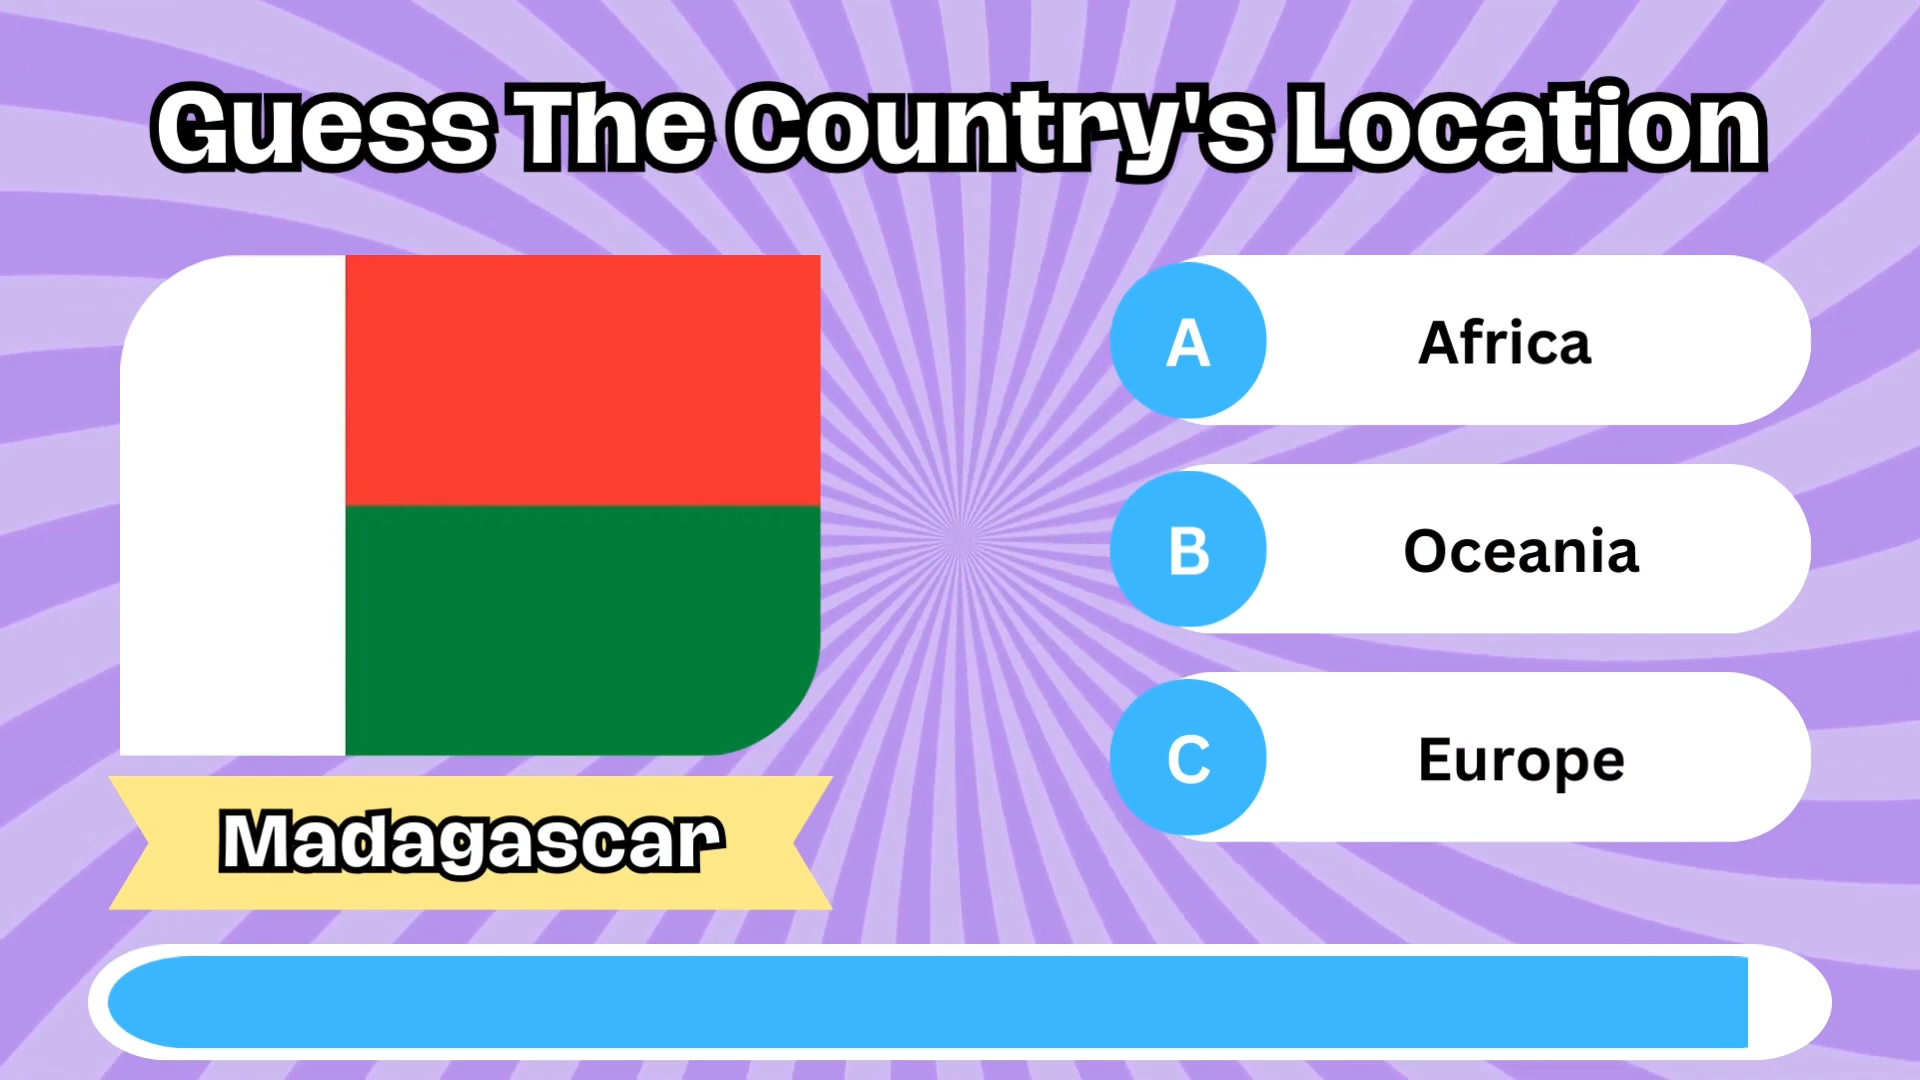 Guess The Country's Location
A Africa
B Oceania
C Europe
Madagascar